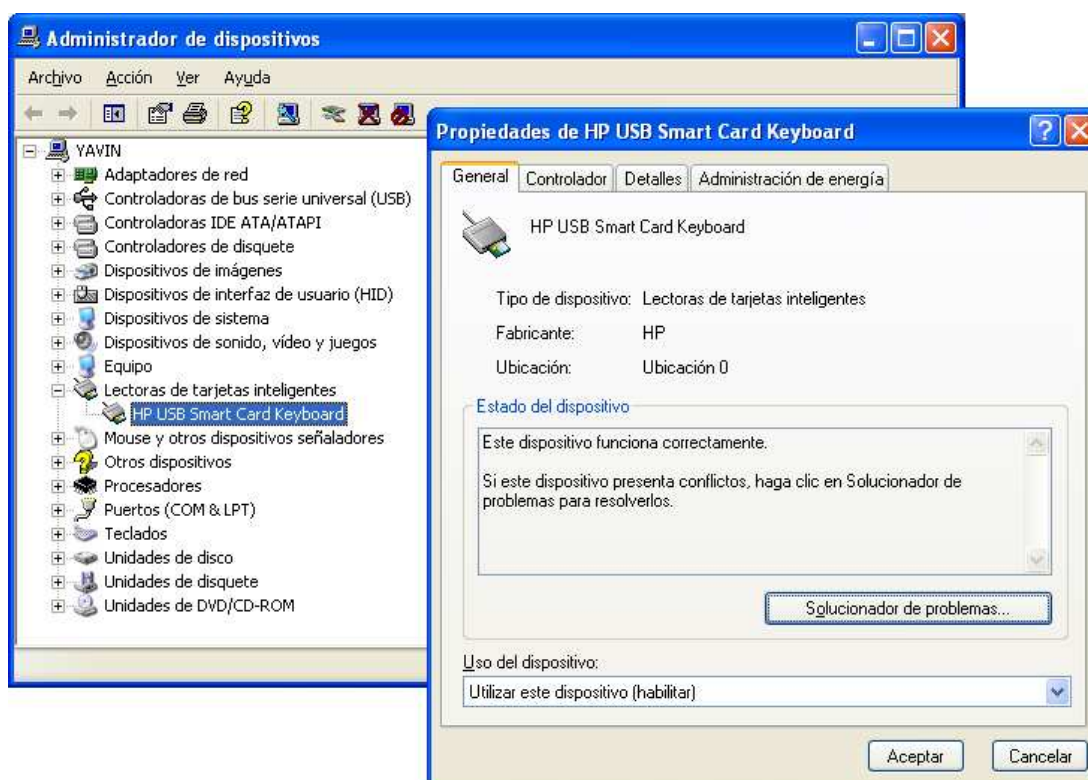 Administrador de dispositivos
Archivo Acción Ver Ayuda
YAVIN
Adaptadores de red
Controladoras de bus serie universal (USB)
Controladoras IDE ATA/ATAPI
Controladores de disquete
Dispositivos de imágenes
Dispositivos de interfaz de usuario (HID)
Dispositivos de sistema
Dispositivos de sonido, vídeo y juegos
Equipo
Lectoras de tarjetas inteligentes
HP USB Smart Card Keyboard
Mouse y otros dispositivos señaladores
Otros dispositivos
Procesadores
Puertos (COM & LPT)
Teclados
Unidades de disco
Unidades de disquete
Unidades de DVD/CD-ROM
Propiedades de HP USB Smart Card Keyboard
General Controlador Detalles Administración de energía
HP USB Smart Card Keyboard
Tipo de dispositivo: Lectoras de tarjetas inteligentes
Fabricante: HP
Ubicación: Ubicación 0
Estado del dispositivo
Este dispositivo funciona correctamente.
Si este dispositivo presenta conflictos, haga clic en Solucionador de
problemas para resolverlos.
Solucionador de problemas...
Uso del dispositivo:
Utilizar este dispositivo (habilitar)
Aceptar Cancelar